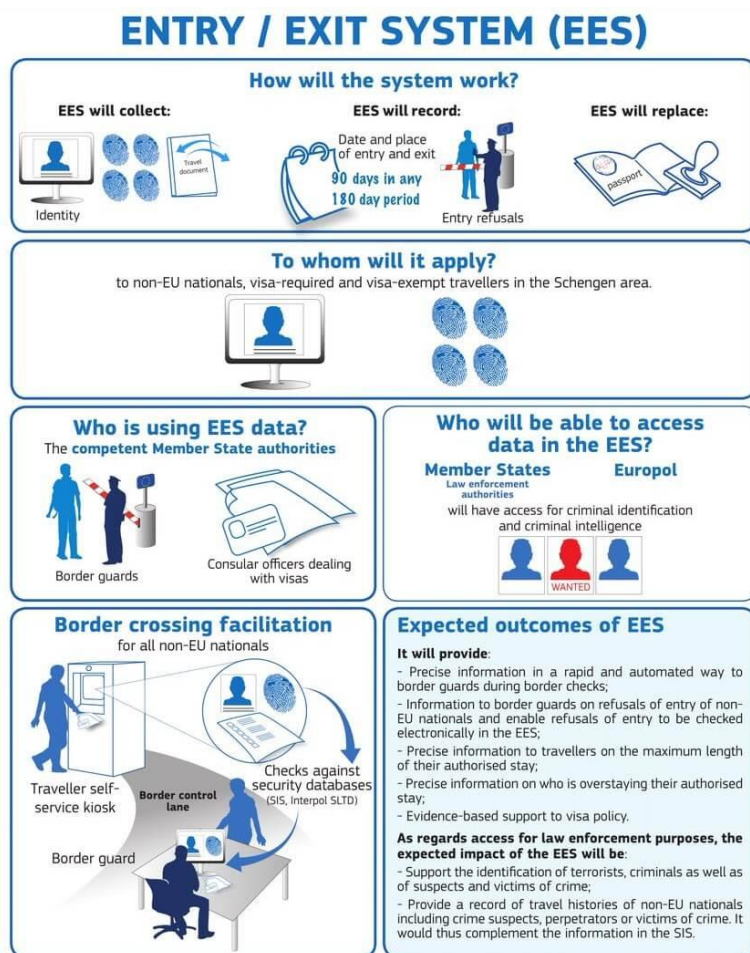 ENTRY / EXIT SYSTEM (EES)
How will the system work?
EES will collect:
Travel
document
Identity
EES will record:
Date and place
of entry and exit
90 days in any
180 day period
Entry refusals
EES will replace:
passport
To whom will it apply?
to non-EU nationals, visa-required and visa-exempt travellers in the Schengen area.
Who is using EES data?
The competent Member State authorities
Border guards
Consular officers dealing
with visas
Who will be able to access
data in the EES?
Member States
Law enforcement
authorities
Europol
will have access for criminal identification
and criminal intelligence
WANTED
Border crossing facilitation
for all non-EU nationals
Traveller self-
service kiosk
Checks against
security databases
(SIS, Interpol SLTD)
Border control
lane
Border guard
Expected outcomes of EES
It will provide:
- Precise information in a rapid and automated way to
border guards during border checks;
- Information to border guards on refusals of entry of non-
EU nationals and enable refusals of entry to be checked
electronically in the EES;
- Precise information to travellers on the maximum length
of their authorised stay;
- Precise information on who is overstaying their authorised
stay;
- Evidence-based support to visa policy.
As regards access for law enforcement purposes, the
expected impact of the EES will be:
- Support the identification of terrorists, criminals as well as
of suspects and victims of crime;
- Provide a record of travel histories of non-EU nationals
including crime suspects, perpetrators or victims of crime. It
would thus complement the information in the SIS.